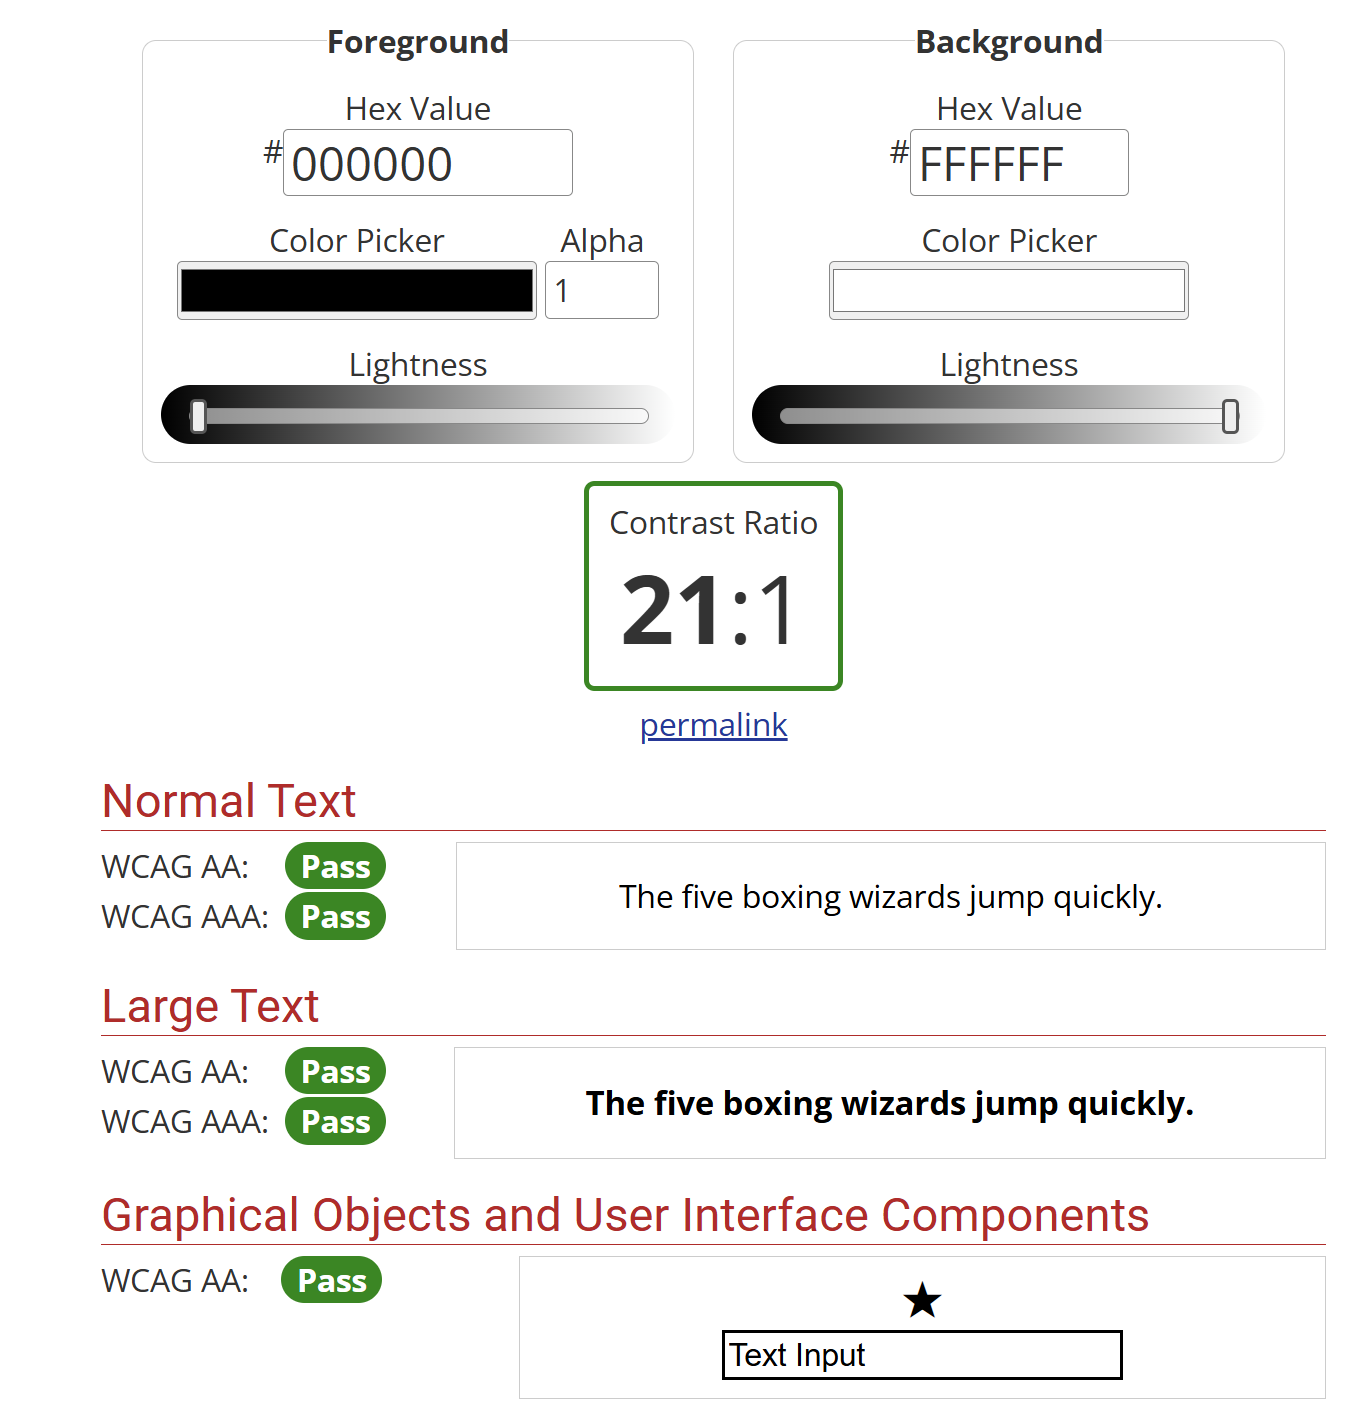 Foreground
Hex Value
#000000
Color Picker
Alpha
1
Lightness
Background
Hex Value
#FFFFFF
Color Picker
Lightness
Contrast Ratio
21:1
permalink
Normal Text
WCAG AA: Pass
WCAG AAA: Pass
The five boxing wizards jump quickly.
Large Text
WCAG AA: Pass
WCAG AAA: Pass
The five boxing wizards jump quickly.
Graphical Objects and User Interface Components
WCAG AA: Pass
★
Text Input